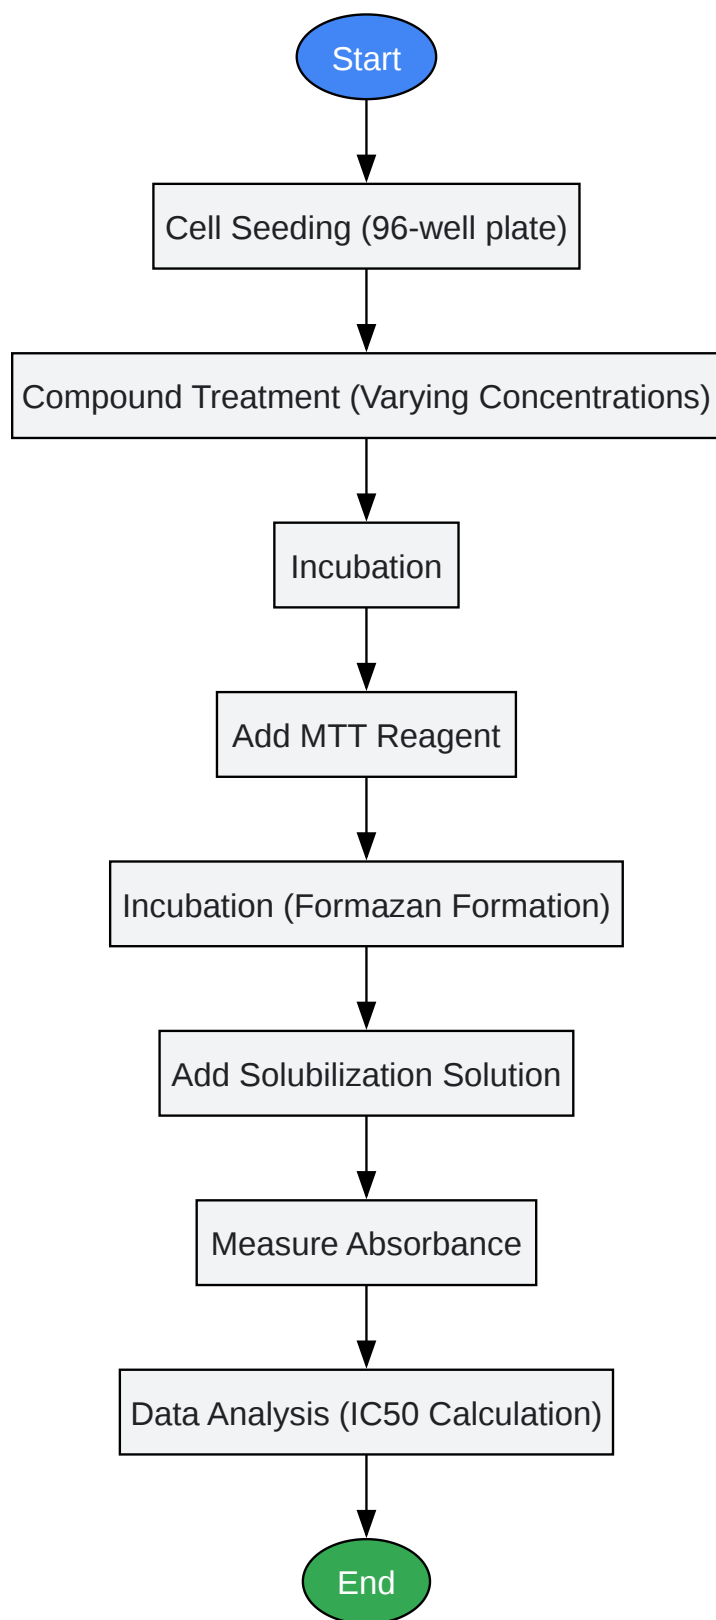 Start
Cell Seeding (96-well plate)
Compound Treatment (Varying Concentrations)
Incubation
Add MTT Reagent
Incubation (Formazan Formation)
Add Solubilization Solution
Measure Absorbance
Data Analysis (IC50 Calculation)
End